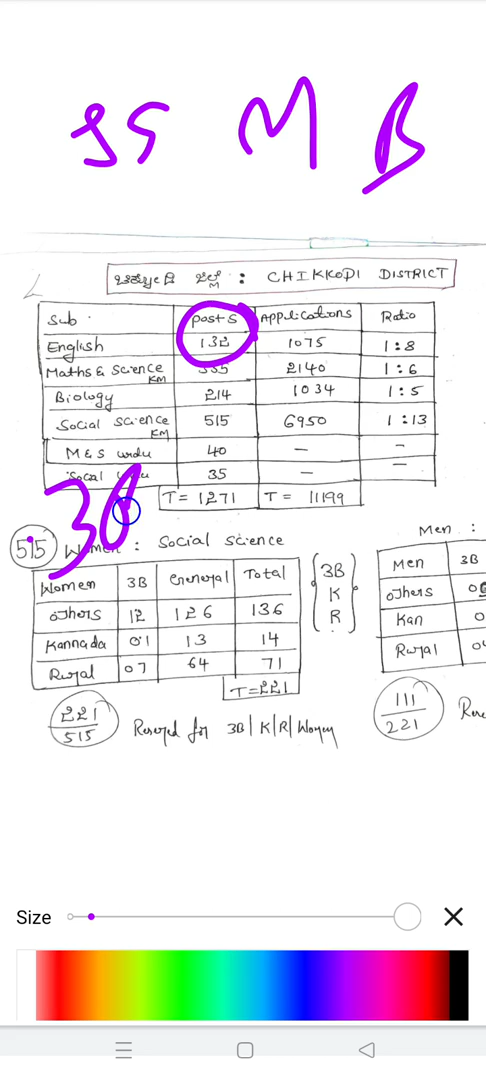 SS M B
CHIKKODI DISTRICT
Sub Posts Applications Ratio
English 132 1075 1:8
Maths & Science KM 335 2140 1:6
Biology 214 1034 1:5
Social Science KM 515 6950 1:13
M&S urdu 40 — —
Social 35 — —
T= 1271 T= 11199
30
515 Women : Social Science
Women 3B General Total
others 12 126 136
Kannada 01 13 14
Rural 07 64 71
T=221
3B
K
R
221/515 Reserved for 3B/K/R/Women
Men :
Men 3B
others
Kan
Rural
111/221
Size